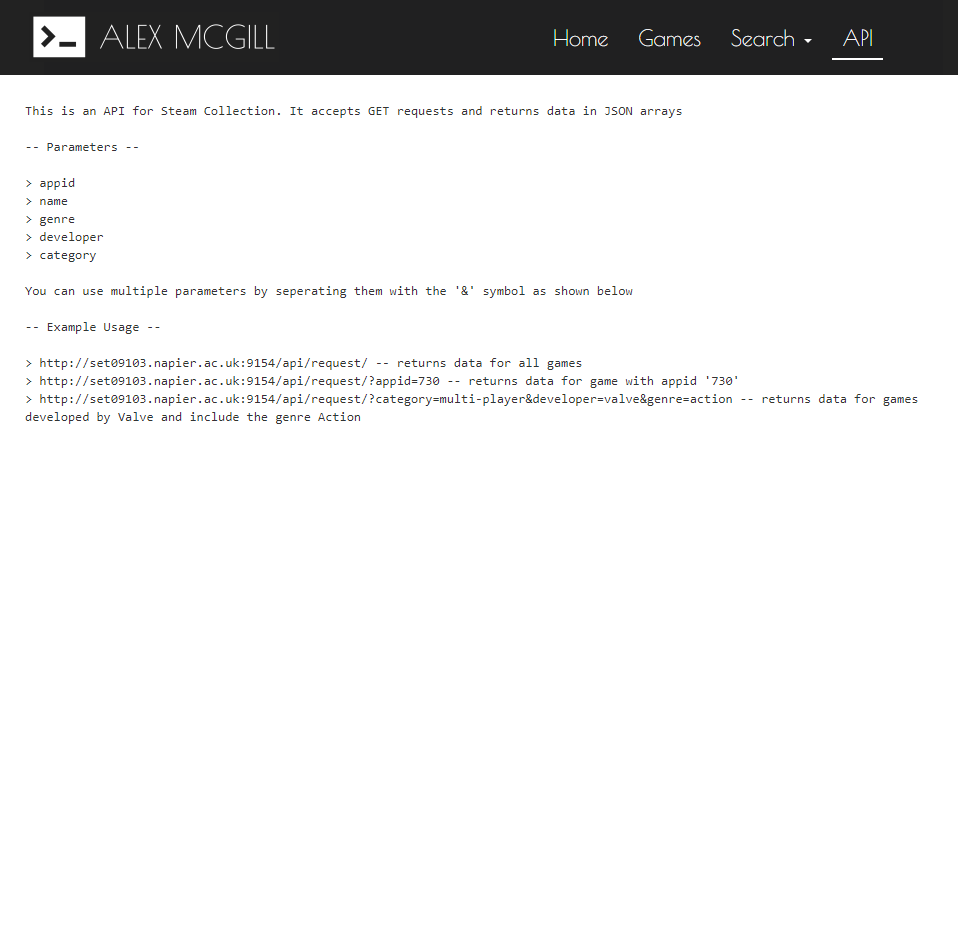 ALEX MCGILL
Home Games Search API
This is an API for Steam Collection. It accepts GET requests and returns data in JSON arrays
-- Parameters --
> appid
> name
> genre
> developer
> category
You can use multiple parameters by seperating them with the '&' symbol as shown below
-- Example Usage --
> http://set09103.napier.ac.uk:9154/api/request/ -- returns data for all games
> http://set09103.napier.ac.uk:9154/api/request/?appid=730 -- returns data for game with appid '730'
> http://set09103.napier.ac.uk:9154/api/request/?category=multi-player&developer=valve&genre=action -- returns data for games
developed by Valve and include the genre Action